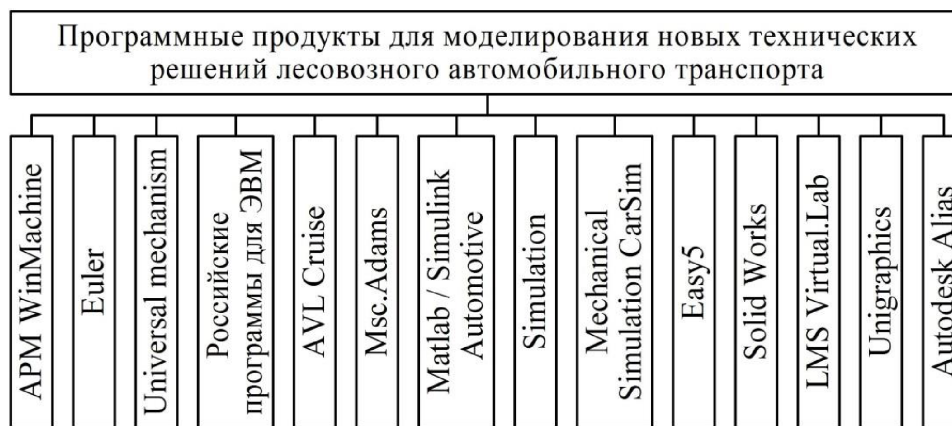 Программные продукты для моделирования новых технических
решений лесовозного автомобильного транспорта
APM WinMachine
Euler
Universal mechanism
Российские
программы для ЭВМ
AVL Cruise
Msc.Adams
Matlab / Simulink
Automotive
Simulation
Mechanical
Simulation CarSim
Easy5
Solid Works
LMS Virtual.Lab
Unigraphics
Autodesk Alias